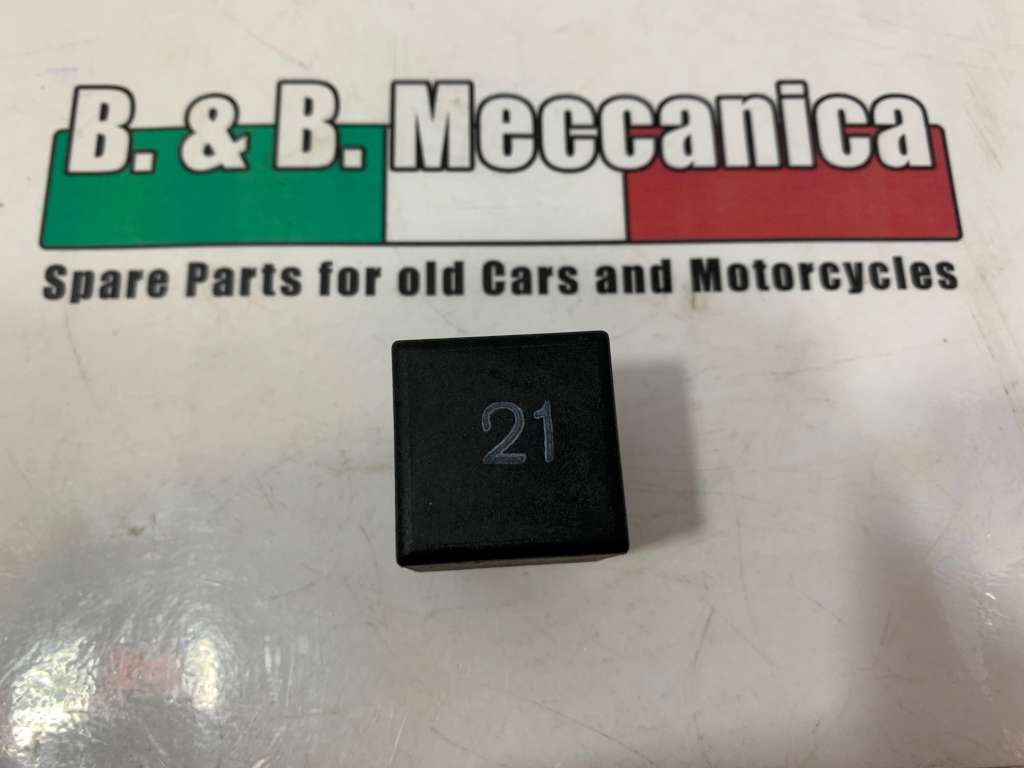 B. & B. Meccanica
Spare Parts for old Cars and Motorcycles
21